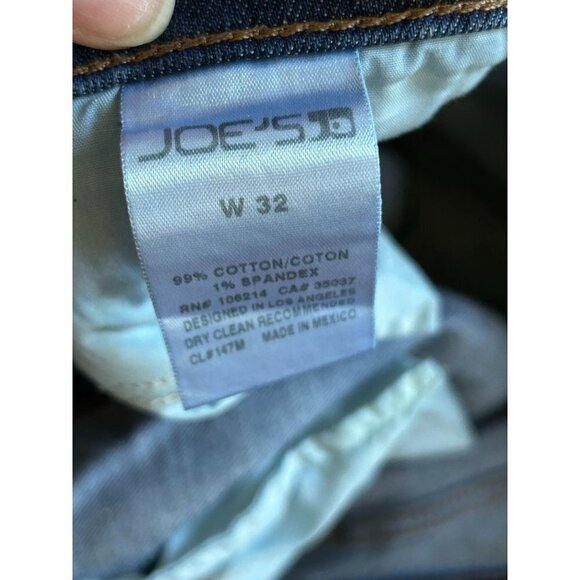 JOE'S
W 32
99% COTTON/COTON
1% SPANDEX
RN# 106214 CA# 35037
DESIGNED IN LOS ANGELES
DRY CLEAN RECOMMENDED
CL#147M MADE IN MEXICO